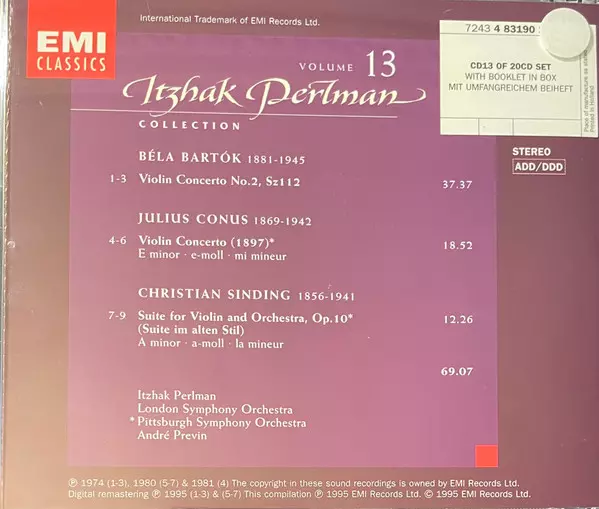 International Trademark of EMI Records Ltd.
EMI
CLASSICS
VOLUME 13
Itzhak Perlman
COLLECTION
7243 4 83190
CD13 OF 20CD SET
WITH BOOKLET IN BOX
MIT UMFANGREICHEM BEIHEFT
Printed in Holland
STEREO
ADD/DDD
BÉLA BARTÓK 1881-1945
1-3 Violin Concerto No.2, Sz112 37.37
JULIUS CONUS 1869-1942
4-6 Violin Concerto (1897)* 18.52
E minor · e-moll · mi mineur
CHRISTIAN SINDING 1856-1941
7-9 Suite for Violin and Orchestra, Op.10* 12.26
(Suite im alten Stil)
A minor · a-moll · la mineur
69.07
Itzhak Perlman
London Symphony Orchestra
*Pittsburgh Symphony Orchestra
André Previn
℗ 1974 (1-3), 1980 (5-7) & 1981 (4) The copyright in these sound recordings is owned by EMI Records Ltd.
Digital remastering ℗ 1995 (1-3) & (5-7) This compilation ℗ 1995 EMI Records Ltd. © 1995 EMI Records Ltd.